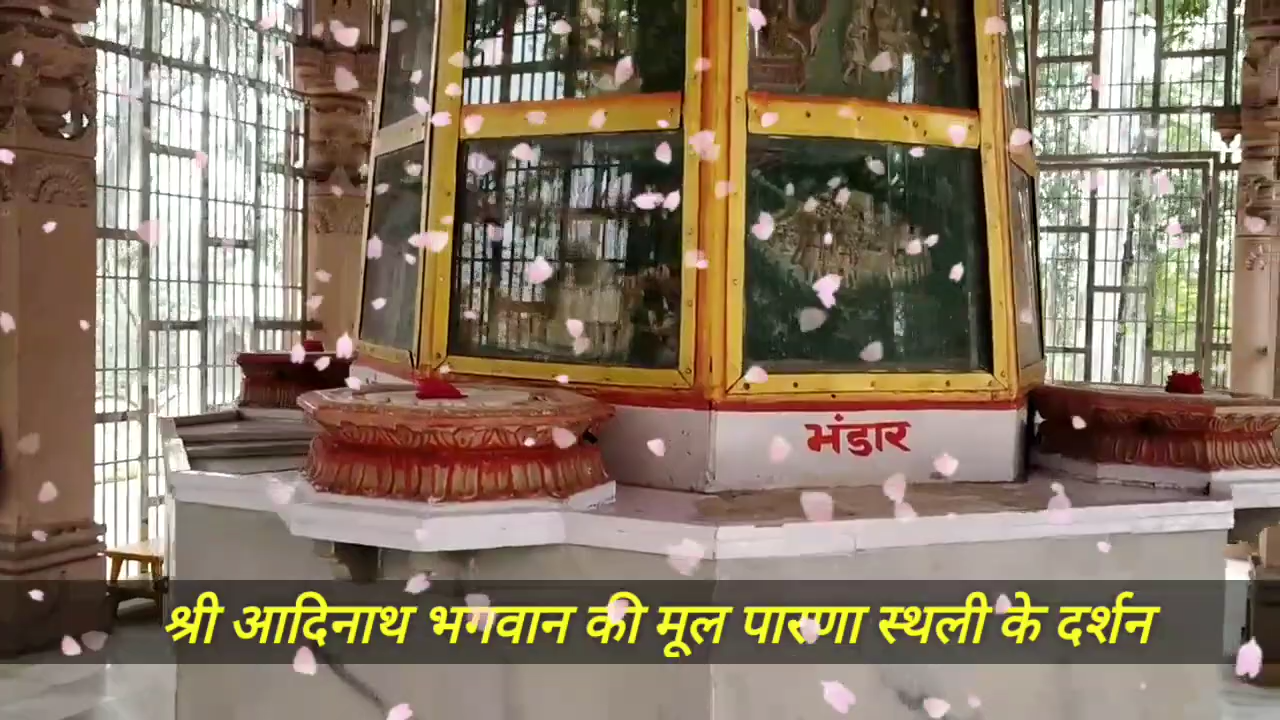 भंडार
श्री आदिनाथ भगवान की मूल पारणा स्थली के दर्शन